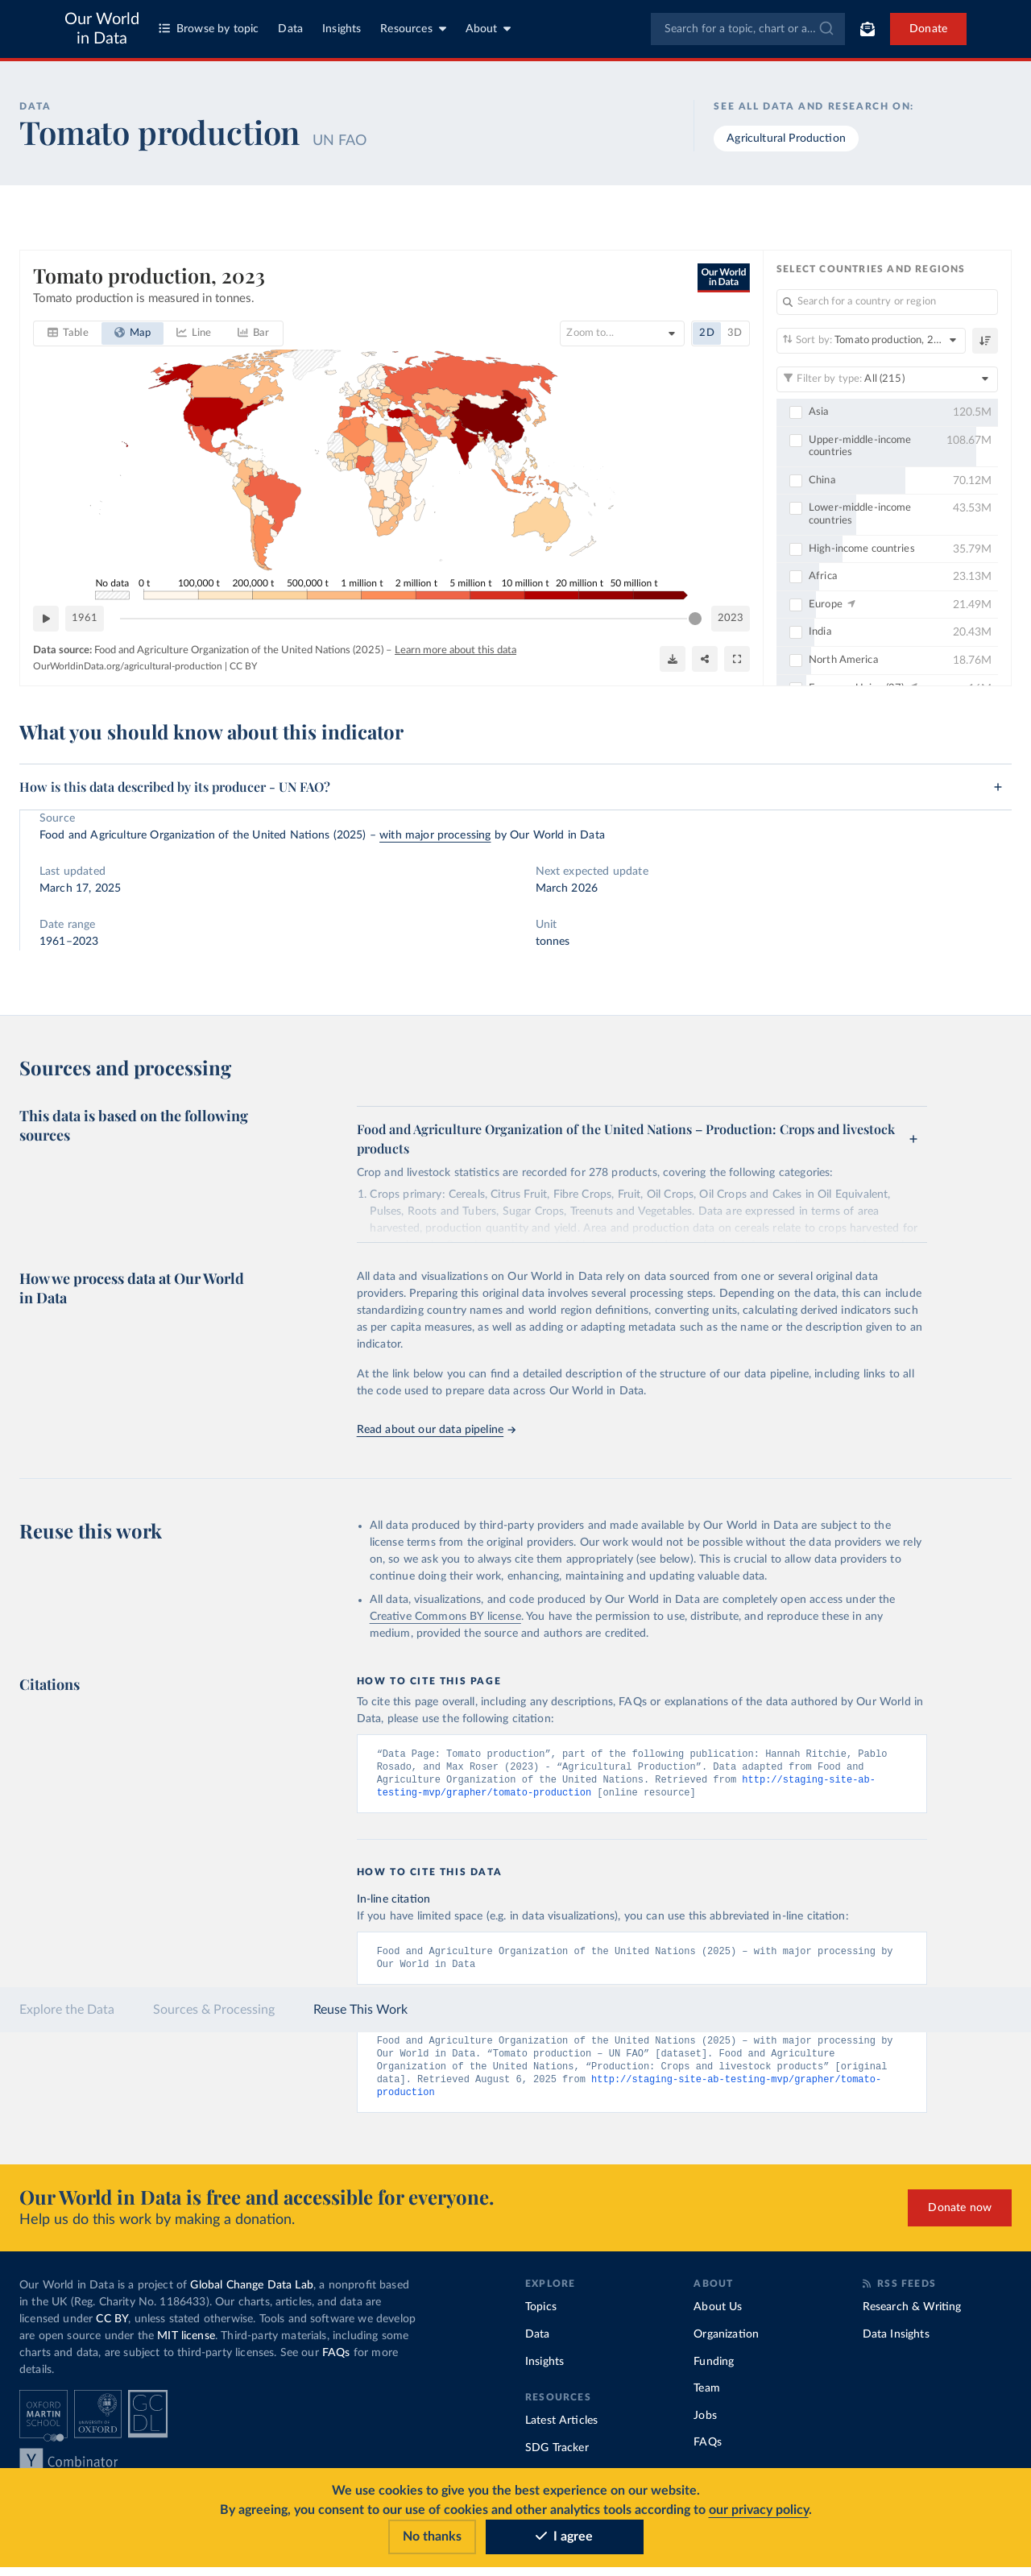 Our World
in Data
Browse by topic
Data
Insights
Resources
About
Search for a topic, chart or a...
Donate
DATA
Tomato production UN FAO
SEE ALL DATA AND RESEARCH ON:
Agricultural Production
Tomato production, 2023
Tomato production is measured in tonnes.
Our World
in Data
Table
Map
Line
Bar
Zoom to...
2D
3D
No data
0 t
100,000 t
200,000 t
500,000 t
1 million t
2 million t
5 million t
10 million t
20 million t
50 million t
1961
2023
Data source: Food and Agriculture Organization of the United Nations (2025) – Learn more about this data
OurWorldinData.org/agricultural-production | CC BY
SELECT COUNTRIES AND REGIONS
Search for a country or region
Sort by: Tomato production, 2...
Filter by type: All (215)
Asia 120.5M
Upper-middle-income
countries 108.67M
China 70.12M
Lower-middle-income
countries 43.53M
High-income countries 35.79M
Africa 23.13M
Europe 21.49M
India 20.43M
North America 18.76M
What you should know about this indicator
How is this data described by its producer - UN FAO?
Source
Food and Agriculture Organization of the United Nations (2025) – with major processing by Our World in Data
Last updated
March 17, 2025
Next expected update
March 2026
Date range
1961–2023
Unit
tonnes
Sources and processing
This data is based on the following
sources
Food and Agriculture Organization of the United Nations – Production: Crops and livestock
products
Crop and livestock statistics are recorded for 278 products, covering the following categories:
1. Crops primary: Cereals, Citrus Fruit, Fibre Crops, Fruit, Oil Crops, Oil Crops and Cakes in Oil Equivalent,
Pulses, Roots and Tubers, Sugar Crops, Treenuts and Vegetables. Data are expressed in terms of area
harvested, production quantity and yield. Area and production data on cereals relate to crops harvested for
How we process data at Our World
in Data
All data and visualizations on Our World in Data rely on data sourced from one or several original data
providers. Preparing this original data involves several processing steps. Depending on the data, this can include
standardizing country names and world region definitions, converting units, calculating derived indicators such
as per capita measures, as well as adding or adapting metadata such as the name or the description given to an
indicator.
At the link below you can find a detailed description of the structure of our data pipeline, including links to all
the code used to prepare data across Our World in Data.
Read about our data pipeline →
Reuse this work
• All data produced by third-party providers and made available by Our World in Data are subject to the
license terms from the original providers. Our work would not be possible without the data providers we rely
on, so we ask you to always cite them appropriately (see below). This is crucial to allow data providers to
continue doing their work, enhancing, maintaining and updating valuable data.
• All data, visualizations, and code produced by Our World in Data are completely open access under the
Creative Commons BY license. You have the permission to use, distribute, and reproduce these in any
medium, provided the source and authors are credited.
Citations
HOW TO CITE THIS PAGE
To cite this page overall, including any descriptions, FAQs or explanations of the data authored by Our World in
Data, please use the following citation:
“Data Page: Tomato production”, part of the following publication: Hannah Ritchie, Pablo
Rosado, and Max Roser (2023) - “Agricultural Production”. Data adapted from Food and
Agriculture Organization of the United Nations. Retrieved from http://staging-site-ab-
testing-mvp/grapher/tomato-production [online resource]
HOW TO CITE THIS DATA
In-line citation
If you have limited space (e.g. in data visualizations), you can use this abbreviated in-line citation:
Food and Agriculture Organization of the United Nations (2025) – with major processing by
Our World in Data
Explore the Data
Sources & Processing
Reuse This Work
Food and Agriculture Organization of the United Nations (2025) – with major processing by
Our World in Data. “Tomato production – UN FAO” [dataset]. Food and Agriculture
Organization of the United Nations, “Production: Crops and livestock products” [original
data]. Retrieved August 6, 2025 from http://staging-site-ab-testing-mvp/grapher/tomato-
production
Our World in Data is free and accessible for everyone.
Help us do this work by making a donation.
Donate now
Our World in Data is a project of Global Change Data Lab, a nonprofit based
in the UK (Reg. Charity No. 1186433). Our charts, articles, and data are
licensed under CC BY, unless stated otherwise. Tools and software we develop
are open source under the MIT license. Third-party materials, including some
charts and data, are subject to third-party licenses. See our FAQs for more
details.
OXFORD
MARTIN
SCHOOL
UNIVERSITY OF
OXFORD
GC
DL
Y Combinator
EXPLORE
Topics
Data
Insights
RESOURCES
Latest Articles
SDG Tracker
ABOUT
About Us
Organization
Funding
Team
Jobs
FAQs
RSS FEEDS
Research & Writing
Data Insights
We use cookies to give you the best experience on our website.
By agreeing, you consent to our use of cookies and other analytics tools according to our privacy policy.
No thanks
I agree